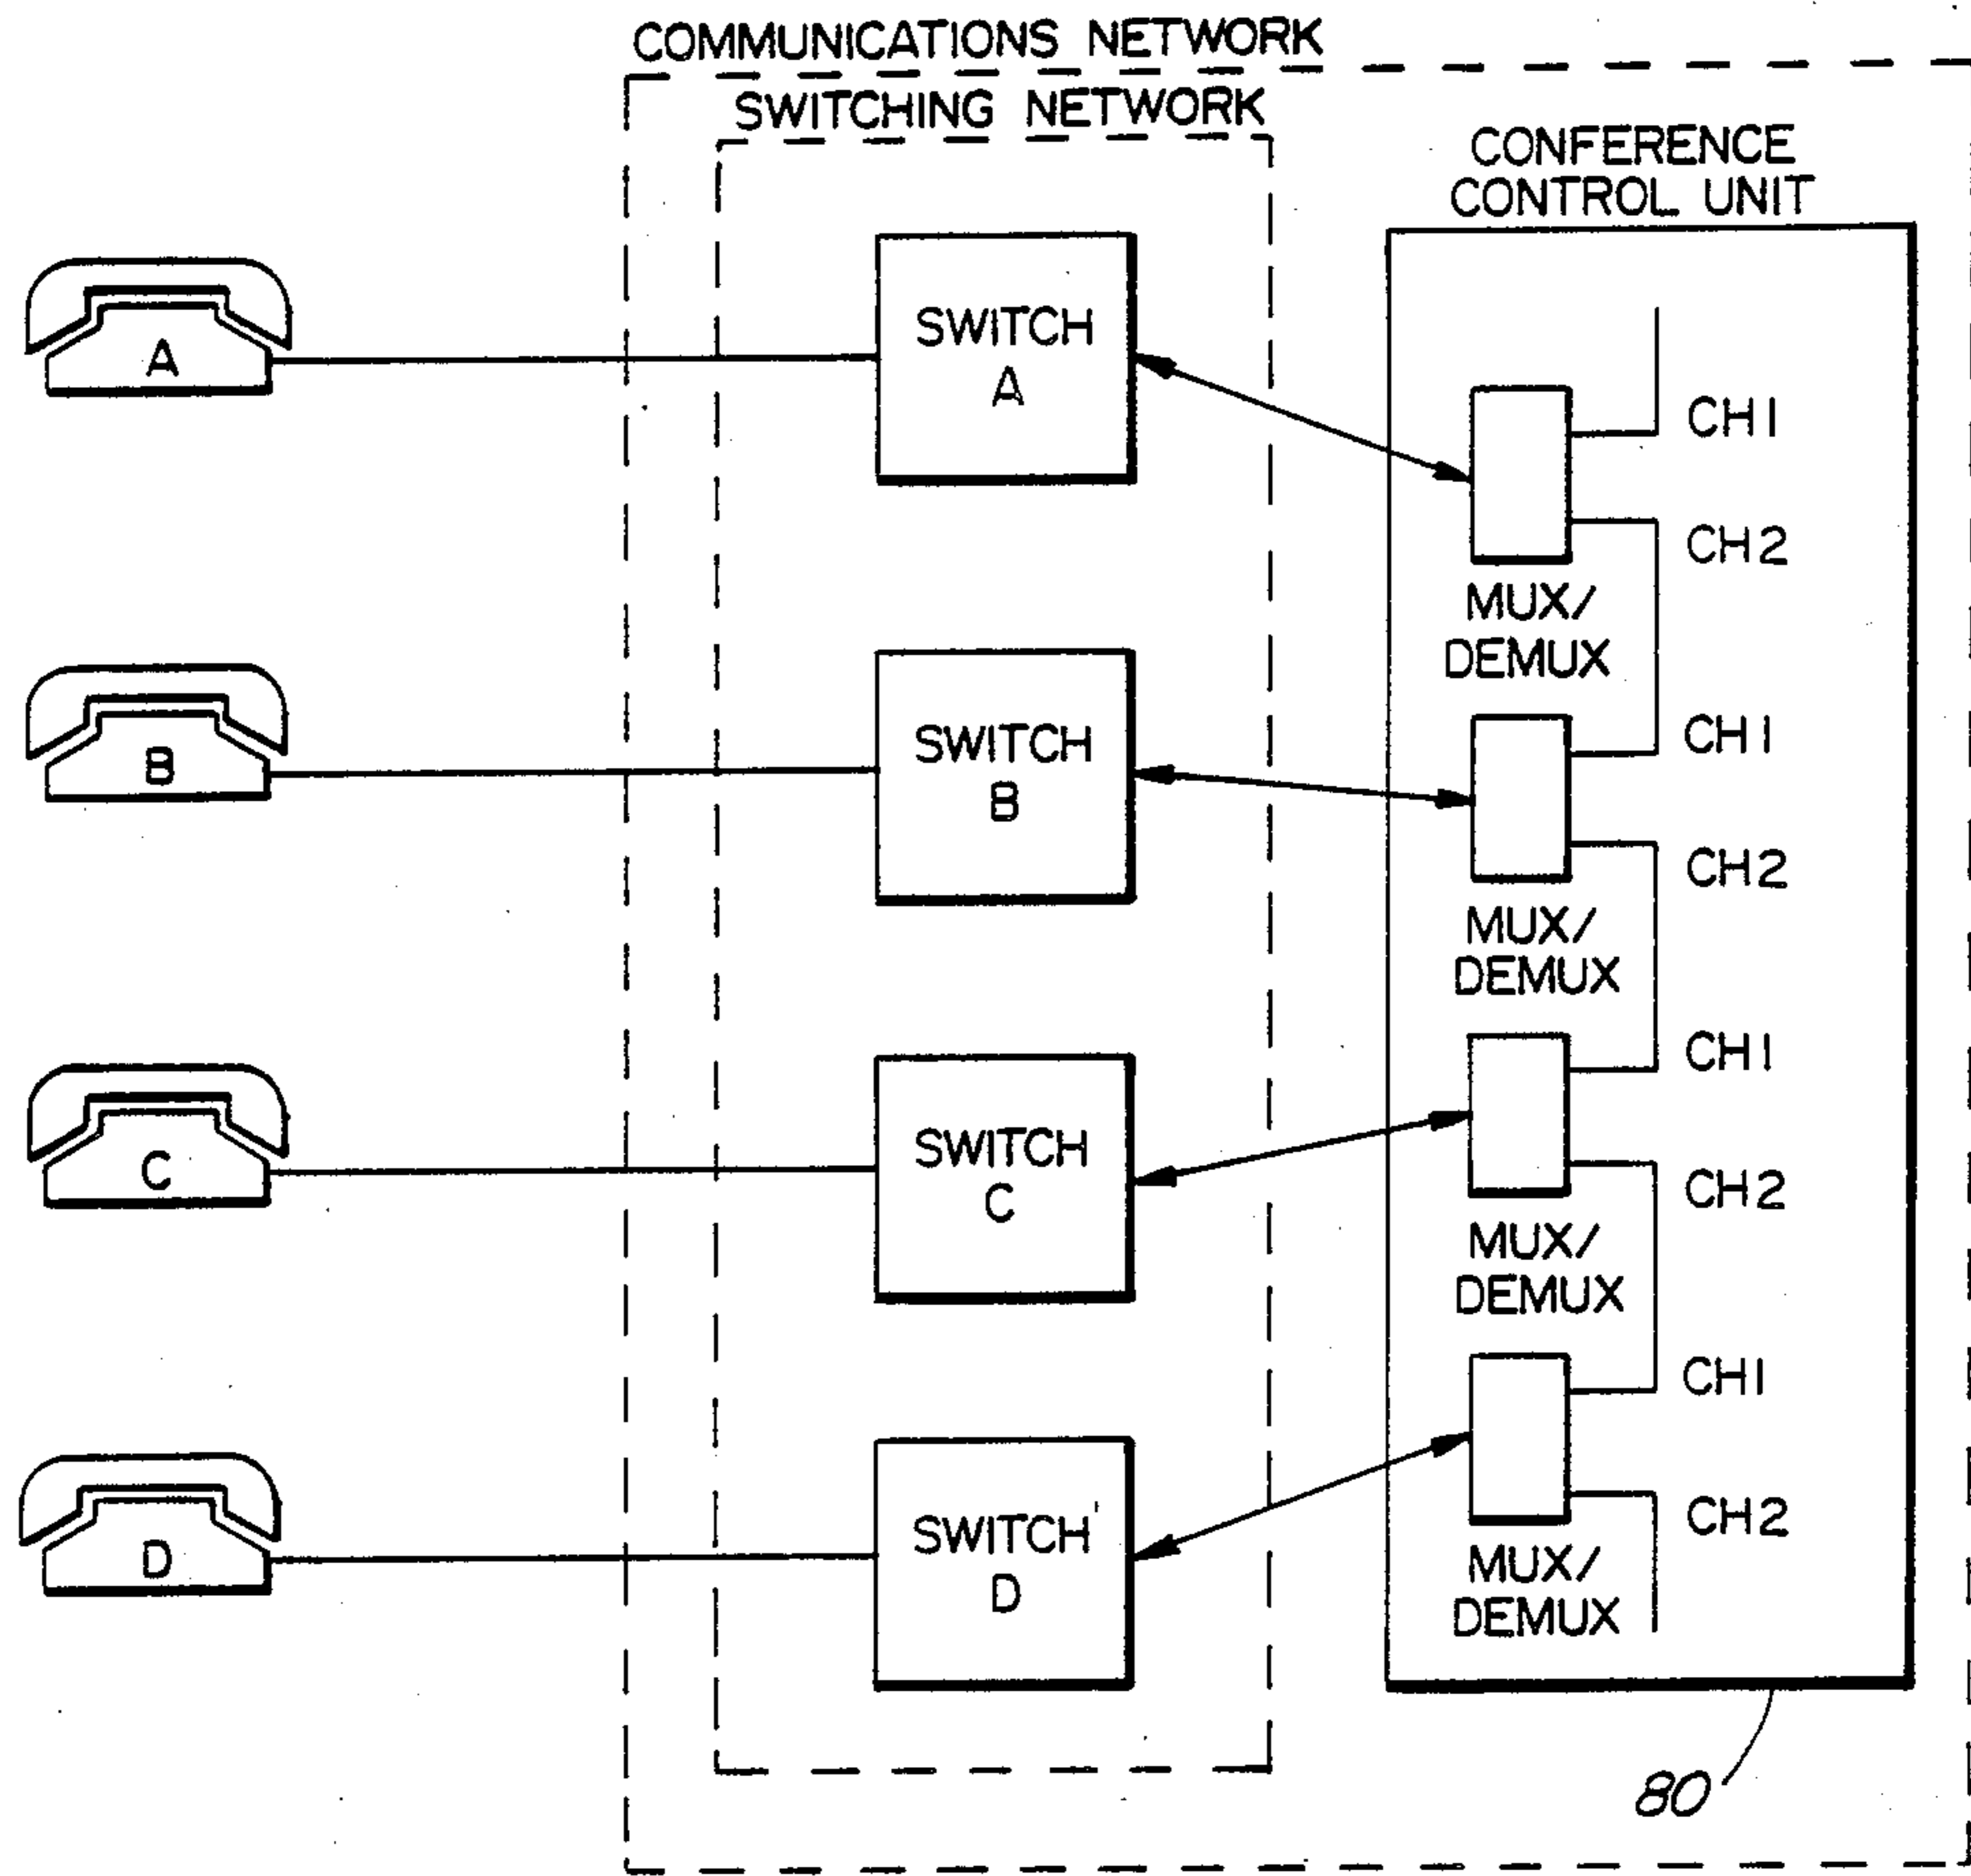 COMMUNICATIONS NETWORK
SWITCHING NETWORK
CONFERENCE
CONTROL UNIT
A
SWITCH
A
CH1
CH2
MUX/
DEMUX
B
SWITCH
B
CH1
CH2
MUX/
DEMUX
C
SWITCH
C
CH1
CH2
MUX/
DEMUX
D
SWITCH
D
CH1
CH2
MUX/
DEMUX
80